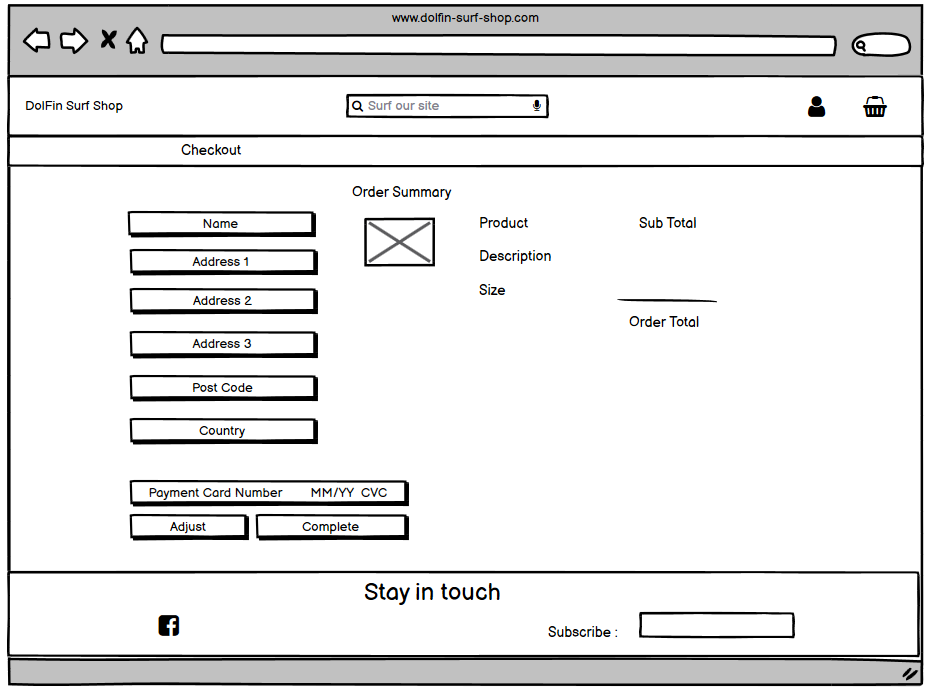 www.dolfin-surf-shop.com
DolFin Surf Shop
Surf our site
Checkout
Order Summary
Name
Product
Sub Total
Address 1
Description
Address 2
Size
Address 3
Order Total
Post Code
Country
Payment Card Number MM/YY CVC
Adjust
Complete
Stay in touch
Subscribe :